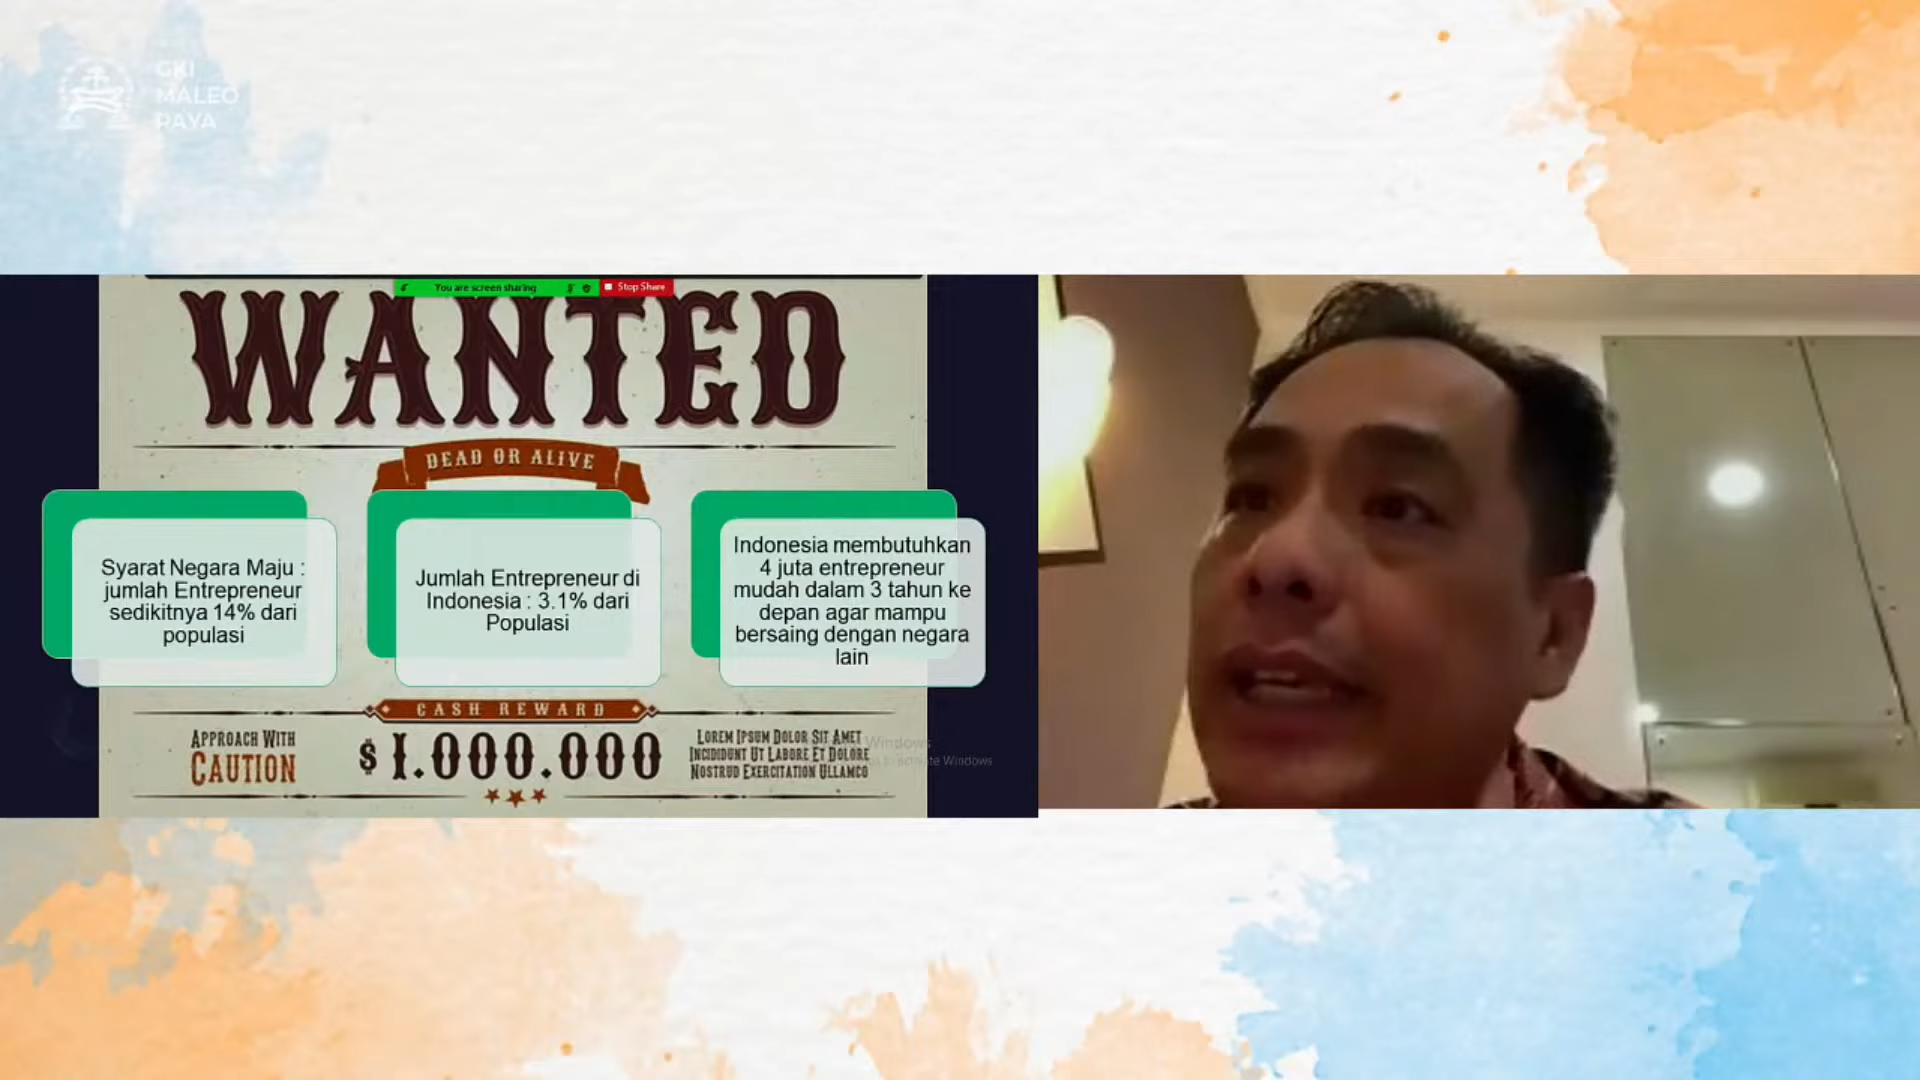 GKI
MALEO
RAYA
You are screen sharing
Stop Share
WANTED
DEAD OR ALIVE
Syarat Negara Maju :
jumlah Entrepreneur
sedikitnya 14% dari
populasi
Jumlah Entrepreneur di
Indonesia : 3.1% dari
Populasi
Indonesia membutuhkan
4 juta entrepreneur
mudah dalam 3 tahun ke
depan agar mampu
bersaing dengan negara
lain
CASH REWARD
APPROACH WITH
CAUTION
$1.000.000
LOREM IPSUM DOLOR SIT AMET
INCIDIDUNT UT LABORE ET DOLORE
NOSTRUD EXERCITATION ULLAMCO
Windows
Windows